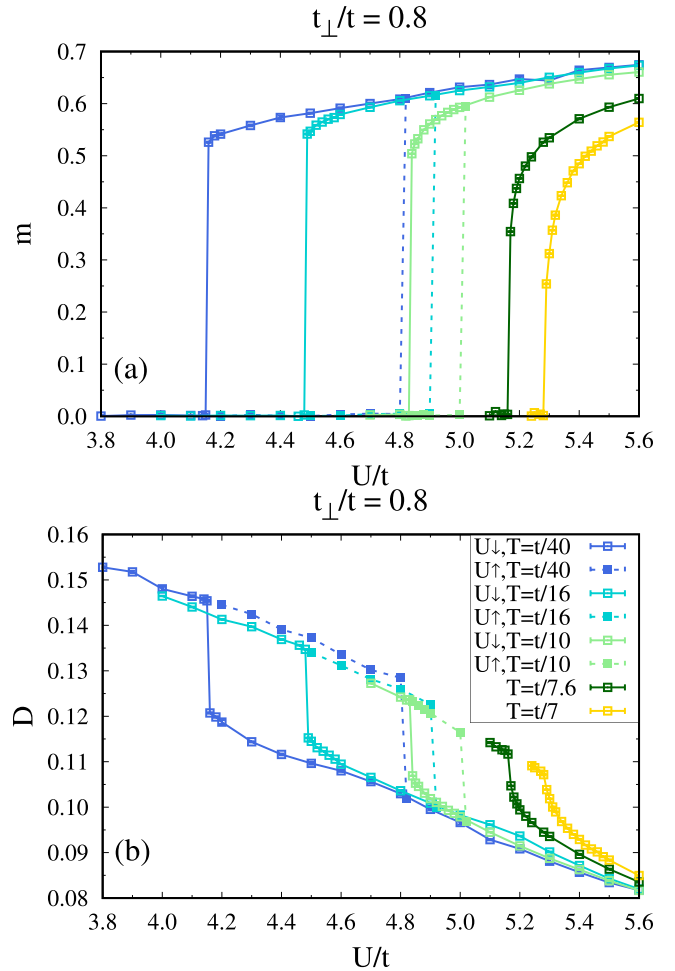 t⊥/t = 0.8
0.7
0.6
0.5
0.4
0.3
0.2
0.1
0.0
m
(a)
3.8 4.0 4.2 4.4 4.6 4.8 5.0 5.2 5.4 5.6
U/t
t⊥/t = 0.8
0.16
0.15
0.14
0.13
0.12
0.11
0.10
0.09
0.08
D
U↓,T=t/40
U↑,T=t/40
U↓,T=t/16
U↑,T=t/16
U↓,T=t/10
U↑,T=t/10
T=t/7.6
T=t/7
(b)
3.8 4.0 4.2 4.4 4.6 4.8 5.0 5.2 5.4 5.6
U/t